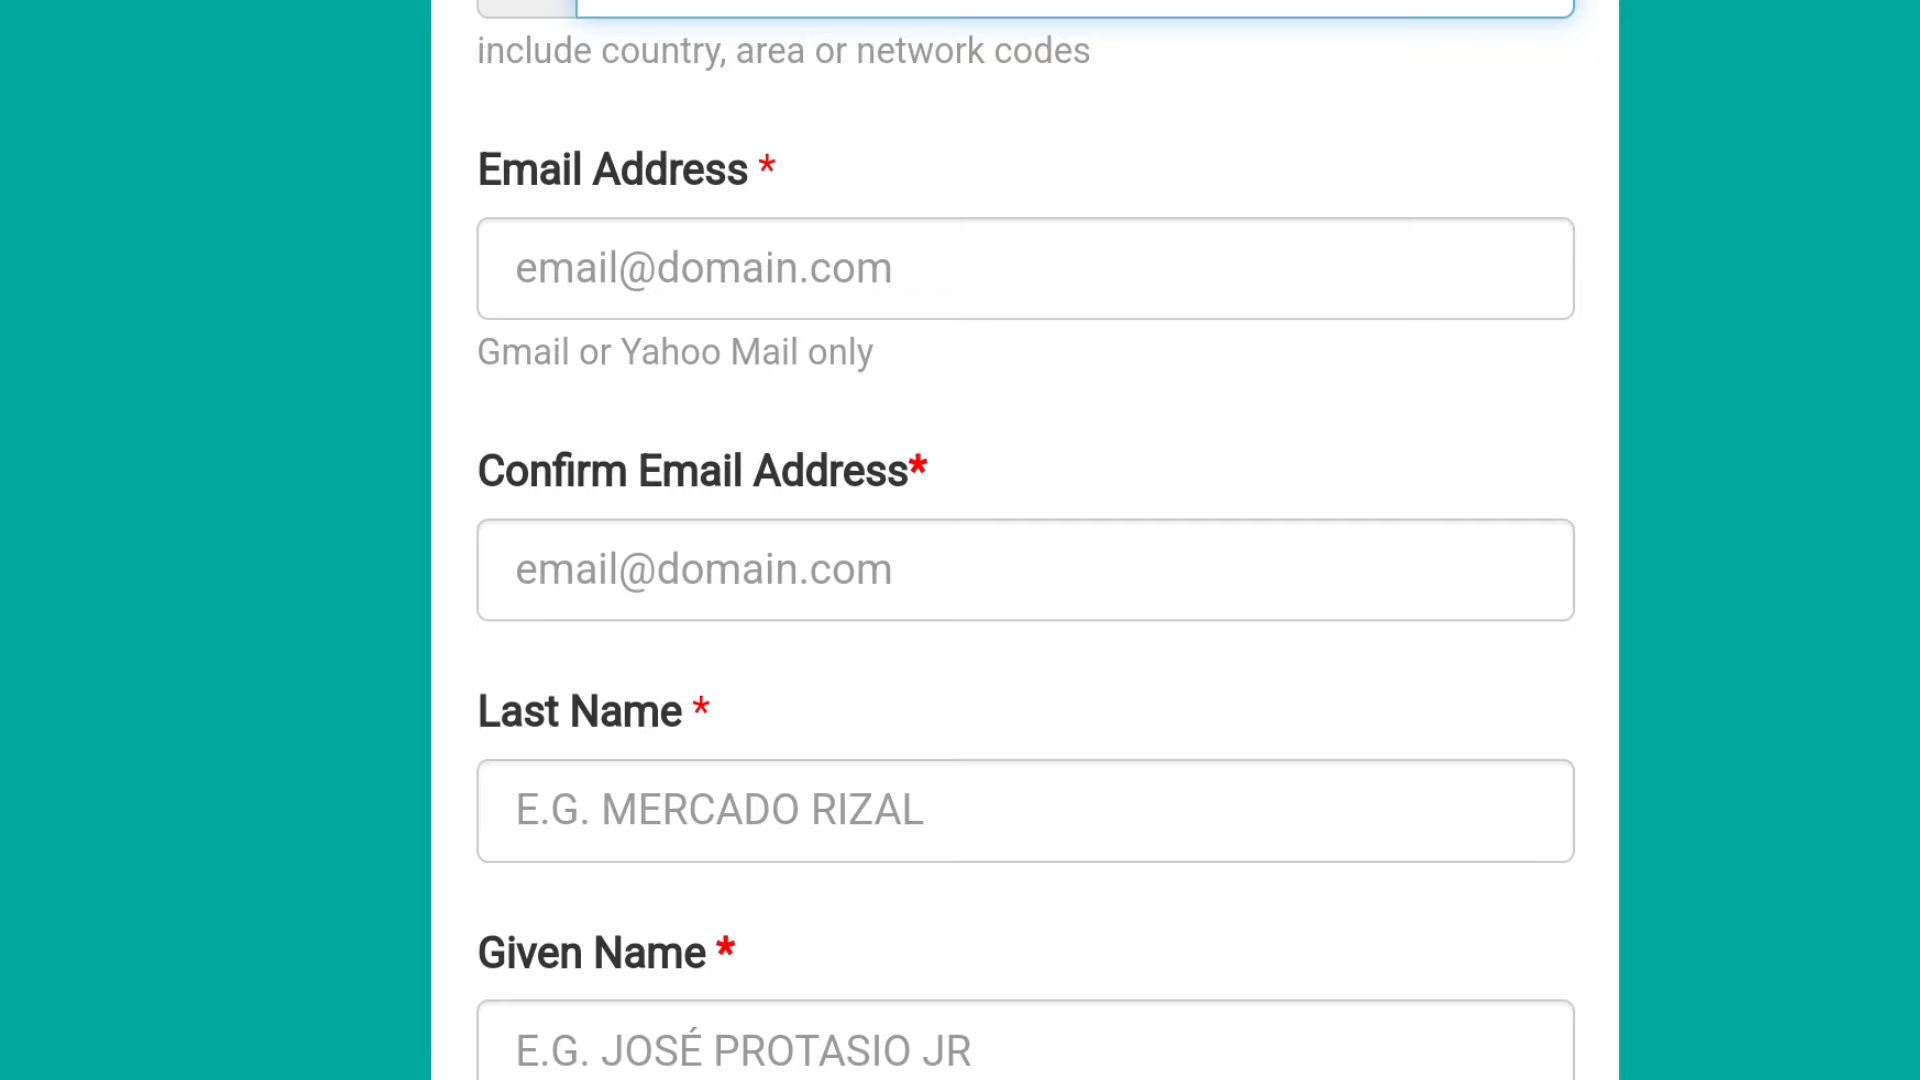 include country, area or network codes
Email Address *
email@domain.com
Gmail or Yahoo Mail only
Confirm Email Address*
email@domain.com
Last Name *
E.G. MERCADO RIZAL
Given Name *
E.G. JOSÉ PROTASIO JR